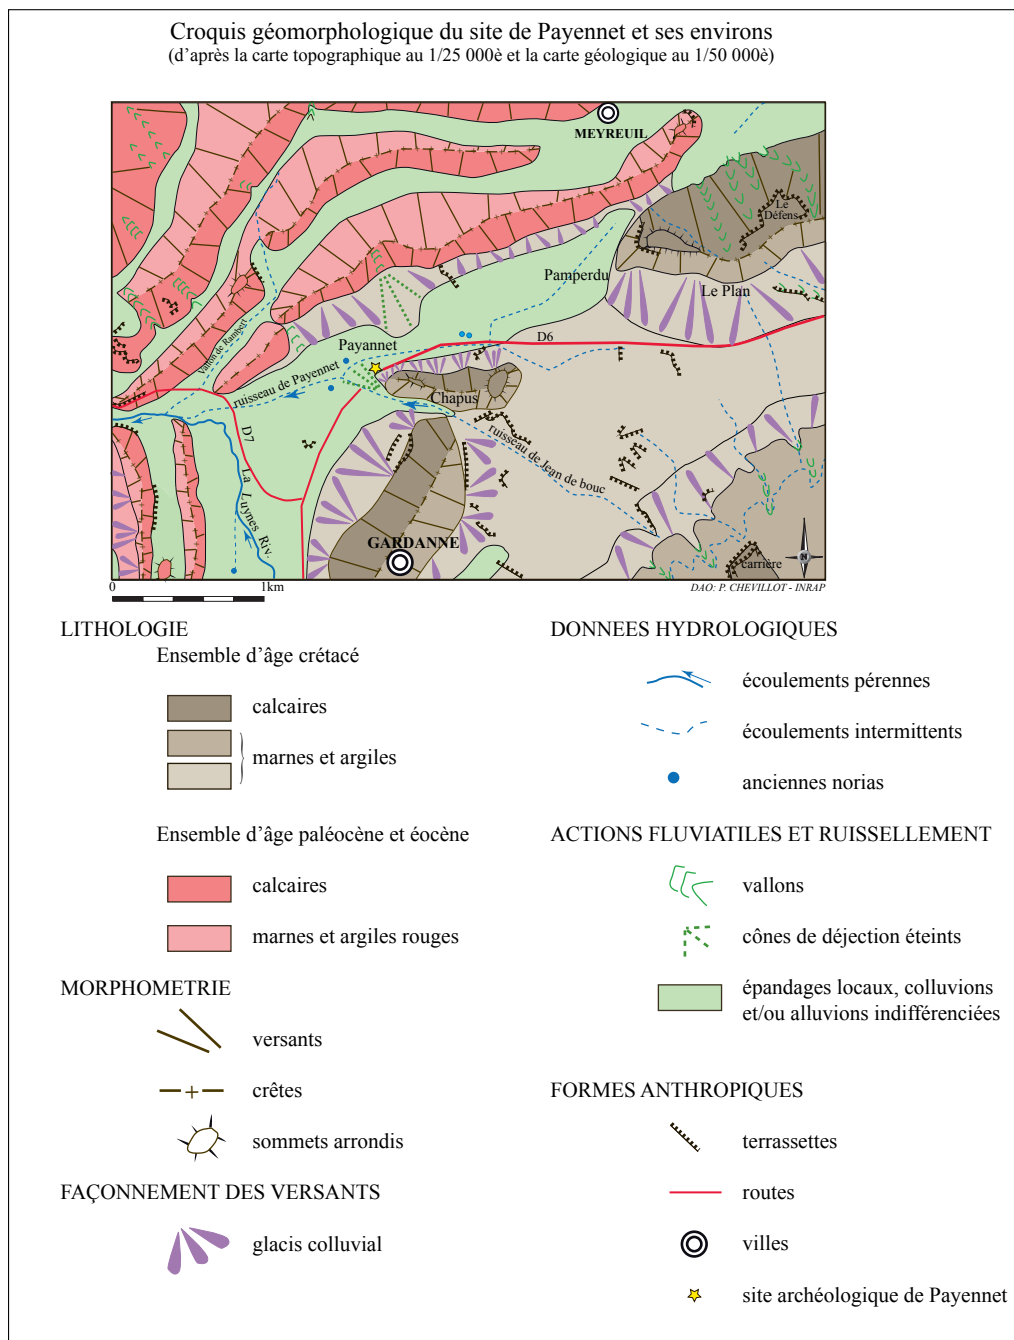 Croquis géomorphologique du site de Payennet et ses environs
(d'après la carte topographique au 1/25 000è et la carte géologique au 1/50 000è)
MEYREUIL
Le
Défens
Pamperdu
Le Plan
Vallon de Rambert
Payannet
D6
ruisseau de Payennet
Chapus
D7
ruisseau de Jean de bouc
La Luynes Riv.
GARDANNE
carrière
N
0
1km
DAO: P. CHEVILLOT - INRAP
LITHOLOGIE
Ensemble d'âge crétacé
calcaires
marnes et argiles
Ensemble d'âge paléocène et éocène
calcaires
marnes et argiles rouges
MORPHOMETRIE
versants
crêtes
sommets arrondis
FAÇONNEMENT DES VERSANTS
glacis colluvial
DONNEES HYDROLOGIQUES
écoulements pérennes
écoulements intermittents
anciennes norias
ACTIONS FLUVIATILES ET RUISSELLEMENT
vallons
cônes de déjection éteints
épandages locaux, colluvions
et/ou alluvions indifférenciées
FORMES ANTHROPIQUES
terrassettes
routes
villes
site archéologique de Payennet